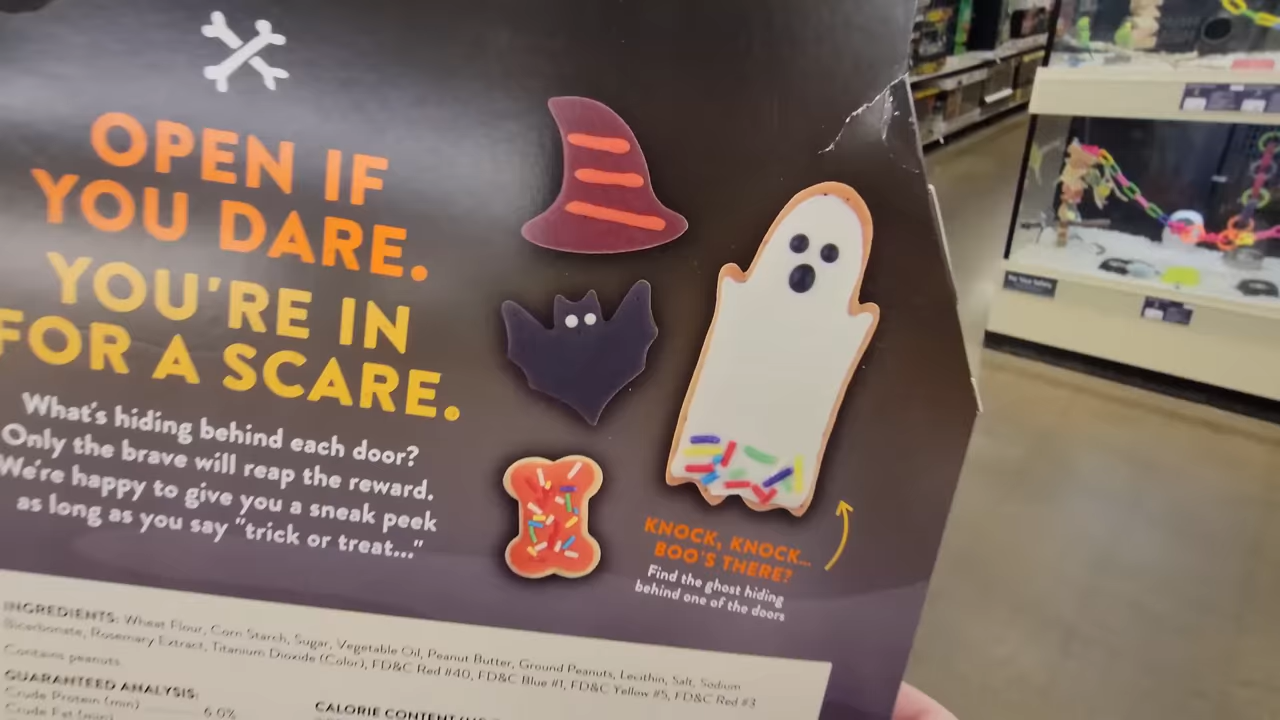 OPEN IF
YOU DARE.
YOU'RE IN
FOR A SCARE.
What's hiding behind each door?
Only the brave will reap the reward.
We're happy to give you a sneak peek
as long as you say "trick or treat..."
KNOCK, KNOCK...
BOO'S THERE?
Find the ghost hiding
behind one of the doors
INGREDIENTS: Wheat Flour, Corn Starch, Sugar, Vegetable Oil, Peanut Butter, Ground Peanuts, Lecithin, Salt, Sodium
Bicarbonate, Rosemary Extract, Titanium Dioxide (Color), FD&C Red #40, FD&C Blue #1, FD&C Yellow #5, FD&C Red #3
Contains peanuts.
GUARANTEED ANALYSIS:
Crude Protein (min) 6.0%
Crude Fat (min)
CALORIE CONTENT